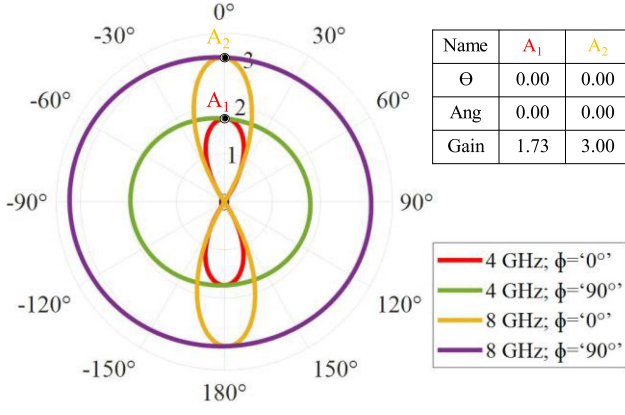 0°
-30°
30°
A2
3
-60°
60°
A1
2
1
-90°
90°
-120°
120°
-150°
150°
180°
Name A1 A2
Θ 0.00 0.00
Ang 0.00 0.00
Gain 1.73 3.00
4 GHz; ϕ=‘0°’
4 GHz; ϕ=‘90°’
8 GHz; ϕ=‘0°’
8 GHz; ϕ=‘90°’